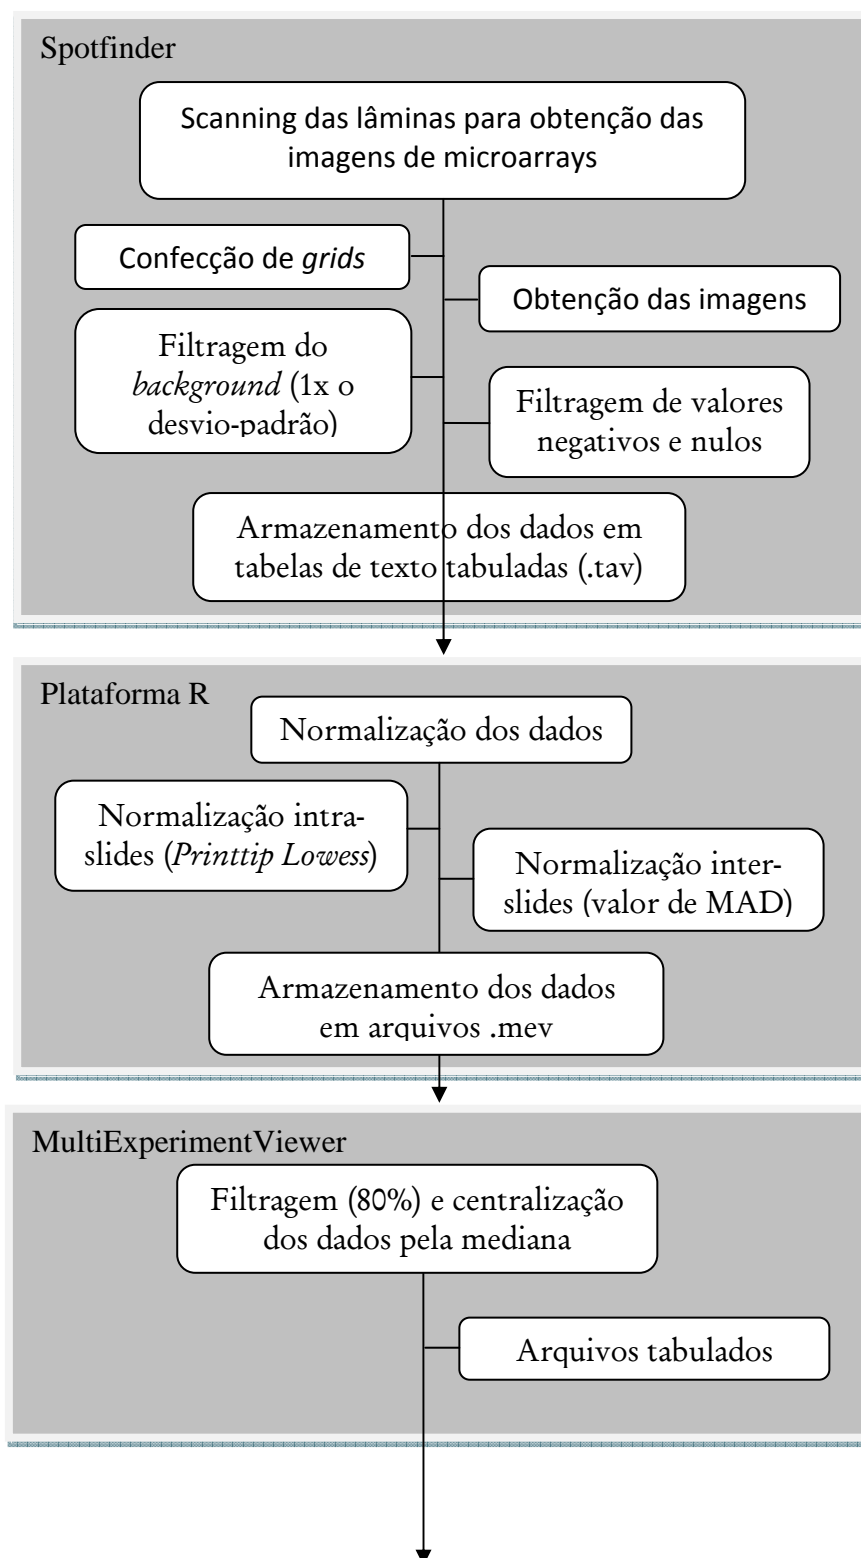 Spotfinder
Scanning das lâminas para obtenção das
imagens de microarrays
Confecção de grids
Obtenção das imagens
Filtragem do
background (1x o
desvio-padrão)
Filtragem de valores
negativos e nulos
Armazenamento dos dados em
tabelas de texto tabuladas (.tav)
Plataforma R
Normalização dos dados
Normalização intra-
slides (Printtip Lowess)
Normalização inter-
slides (valor de MAD)
Armazenamento dos dados
em arquivos .mev
MultiExperimentViewer
Filtragem (80%) e centralização
dos dados pela mediana
Arquivos tabulados